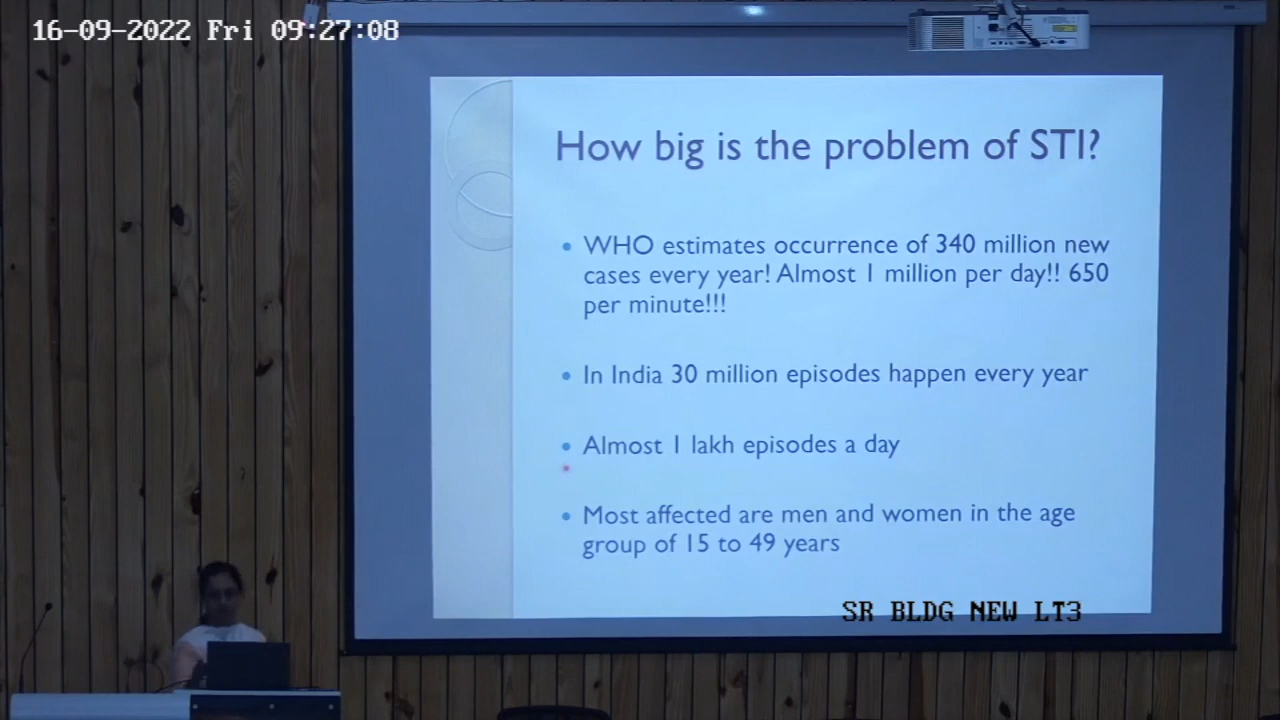 16-09-2022 Fri 09:27:08
How big is the problem of STI?
• WHO estimates occurrence of 340 million new
cases every year! Almost 1 million per day!! 650
per minute!!!
• In India 30 million episodes happen every year
• Almost 1 lakh episodes a day
• Most affected are men and women in the age
group of 15 to 49 years
SR BLDG NEW LT3